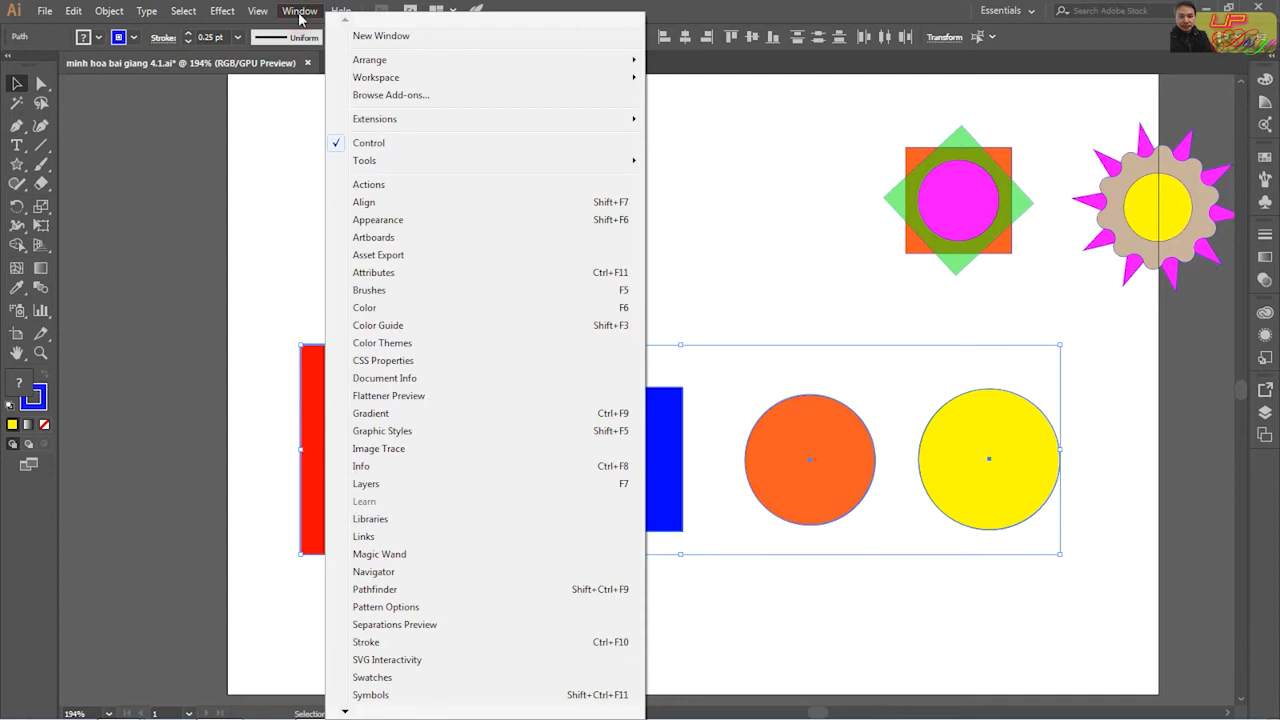 Ai File Edit Object Type Select Effect View Window Help Essentials Search Adobe Stock
UP
Path ? Stroke: 0.25 pt Uniform Transform
minh hoa bai giang 4.1.ai* @ 194% (RGB/GPU Preview) ×
New Window
Arrange
Workspace
Browse Add-ons...
Extensions
Control
Tools
Actions
Align Shift+F7
Appearance Shift+F6
Artboards
Asset Export
Attributes Ctrl+F11
Brushes F5
Color F6
Color Guide Shift+F3
Color Themes
CSS Properties
Document Info
Flattener Preview
Gradient Ctrl+F9
Graphic Styles Shift+F5
Image Trace
Info Ctrl+F8
Layers F7
Learn
Libraries
Links
Magic Wand
Navigator
Pathfinder Shift+Ctrl+F9
Pattern Options
Separations Preview
Stroke Ctrl+F10
SVG Interactivity
Swatches
Symbols Shift+Ctrl+F11
?
194% 1 Selection